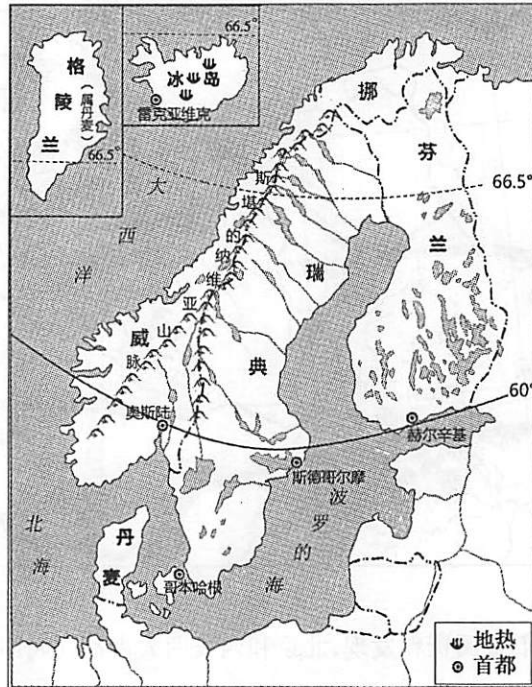 66.5°
格陵兰
(属丹麦)
66.5°
冰岛
雷克亚维克
大西洋
挪威
芬兰
66.5°
斯堪的纳维亚山脉
瑞典
60°
奥斯陆
赫尔辛基
斯德哥尔摩
波罗的海
北海
丹麦
哥本哈根
地热
首都